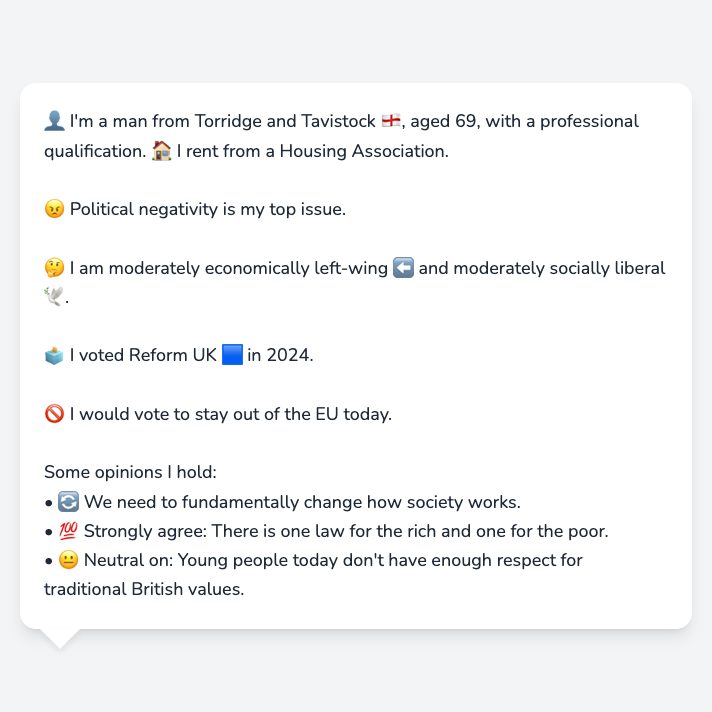 👤 I'm a man from Torridge and Tavistock 🏴󠁧󠁢󠁥󠁮󠁧󠁿, aged 69, with a professional
qualification. 🏠 I rent from a Housing Association.
😠 Political negativity is my top issue.
🤔 I am moderately economically left-wing ⬅️ and moderately socially liberal
🕊️.
🗳️ I voted Reform UK 🟦 in 2024.
🚫 I would vote to stay out of the EU today.
Some opinions I hold:
• 🔄 We need to fundamentally change how society works.
• 💯 Strongly agree: There is one law for the rich and one for the poor.
• 😐 Neutral on: Young people today don't have enough respect for
traditional British values.